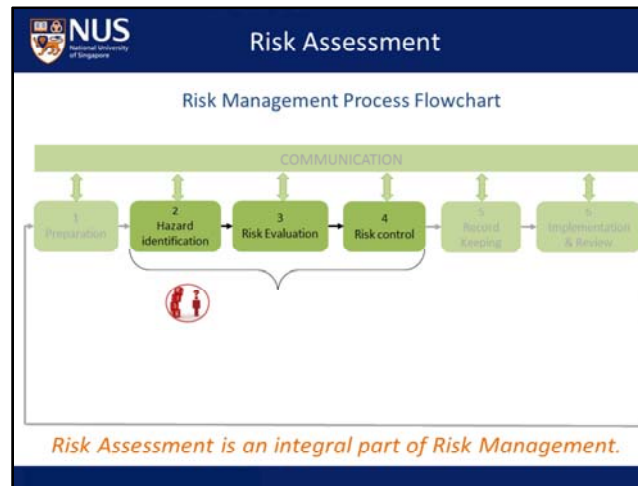 NUS
National University
of Singapore
Risk Assessment
Risk Management Process Flowchart
COMMUNICATION
1
Preparation
2
Hazard
identification
3
Risk Evaluation
4
Risk control
5
Record
Keeping
6
Implementation
& Review
Risk Assessment is an integral part of Risk Management.